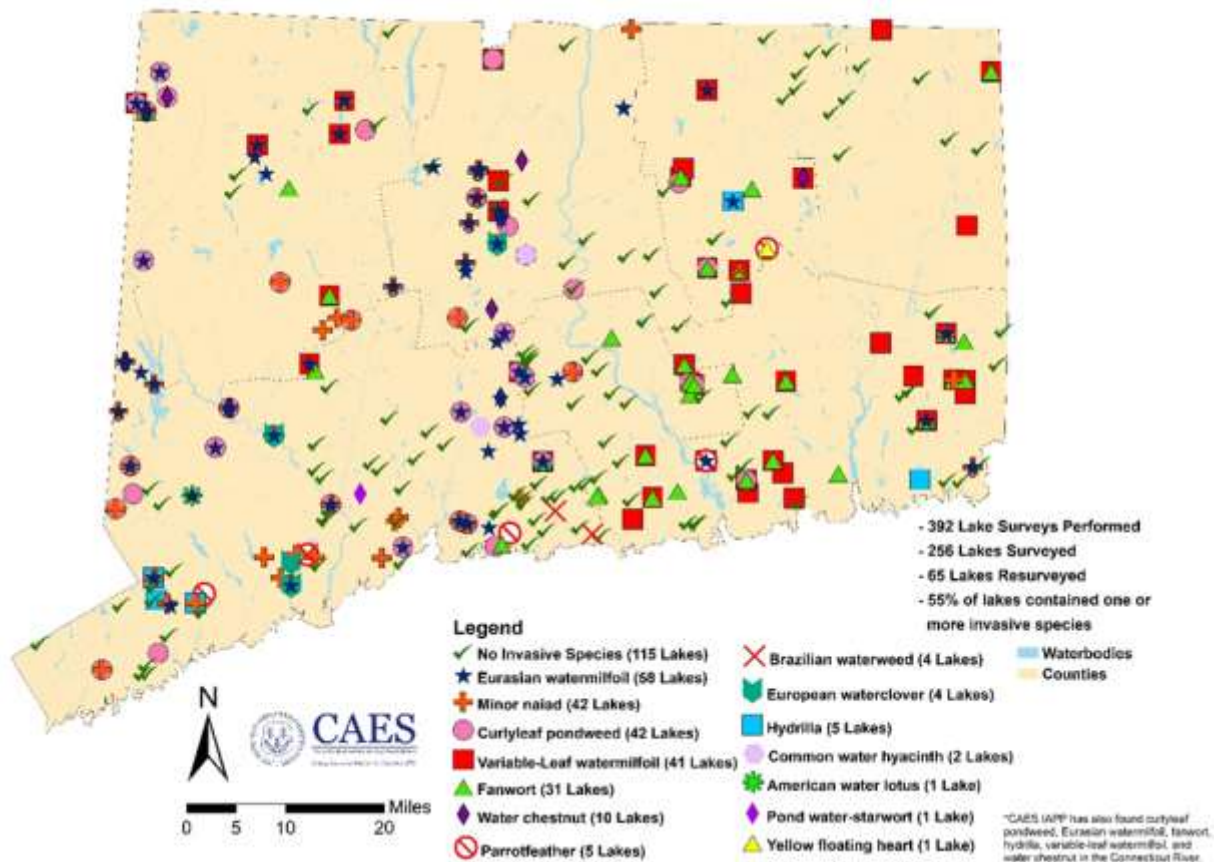 - 392 Lake Surveys Performed
- 256 Lakes Surveyed
- 65 Lakes Resurveyed
- 55% of lakes contained one or
more invasive species
Legend
No Invasive Species (115 Lakes)
Eurasian watermilfoil (58 Lakes)
Minor naiad (42 Lakes)
Curlyleaf pondweed (42 Lakes)
Variable-Leaf watermilfoil (41 Lakes)
Fanwort (31 Lakes)
Water chestnut (10 Lakes)
Parrotfeather (5 Lakes)
Brazilian waterweed (4 Lakes)
European waterclover (4 Lakes)
Hydrilla (5 Lakes)
Common water hyacinth (2 Lakes)
American water lotus (1 Lake)
Pond water-starwort (1 Lake)
Yellow floating heart (1 Lake)
Waterbodies
Counties
N
CAES
Miles
0 5 10 20
*CAES IAPP has also found curlyleaf
pondweed, Eurasian watermilfoil, fanwort,
hydrilla, variable-leaf watermilfoil, and
water chestnut in the Connecticut River.